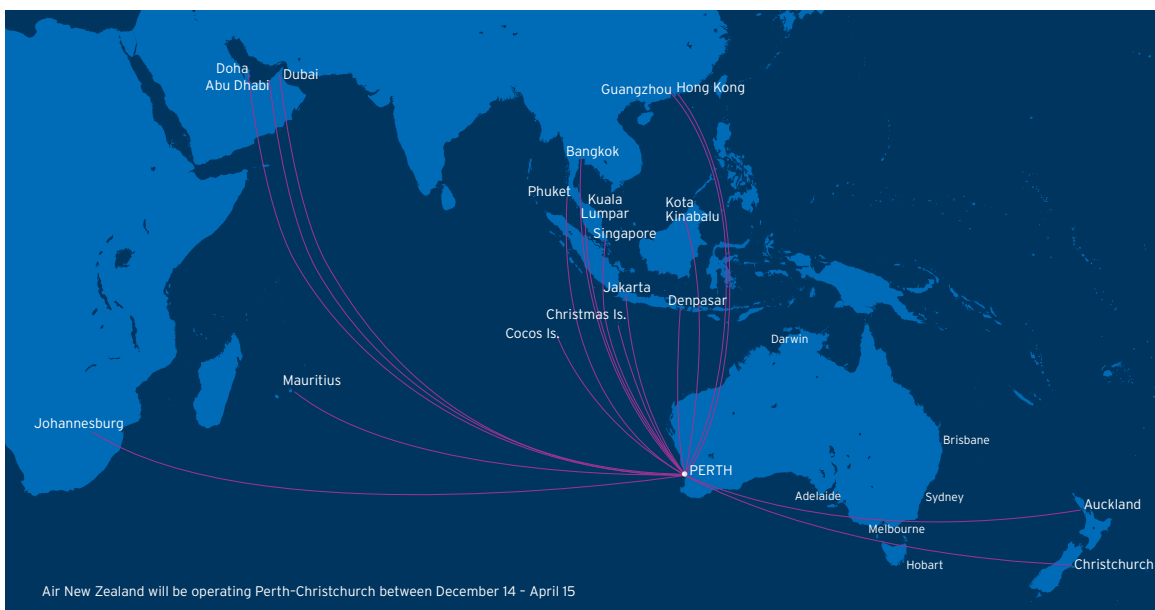 Doha
Dubai
Abu Dhabi
Guangzhou
Hong Kong
Bangkok
Phuket
Kuala
Lumpar
Kota
Kinabalu
Singapore
Jakarta
Denpasar
Christmas Is.
Cocos Is.
Darwin
Mauritius
Johannesburg
Brisbane
PERTH
Adelaide
Sydney
Auckland
Melbourne
Hobart
Christchurch
Air New Zealand will be operating Perth–Christchurch between December 14 – April 15